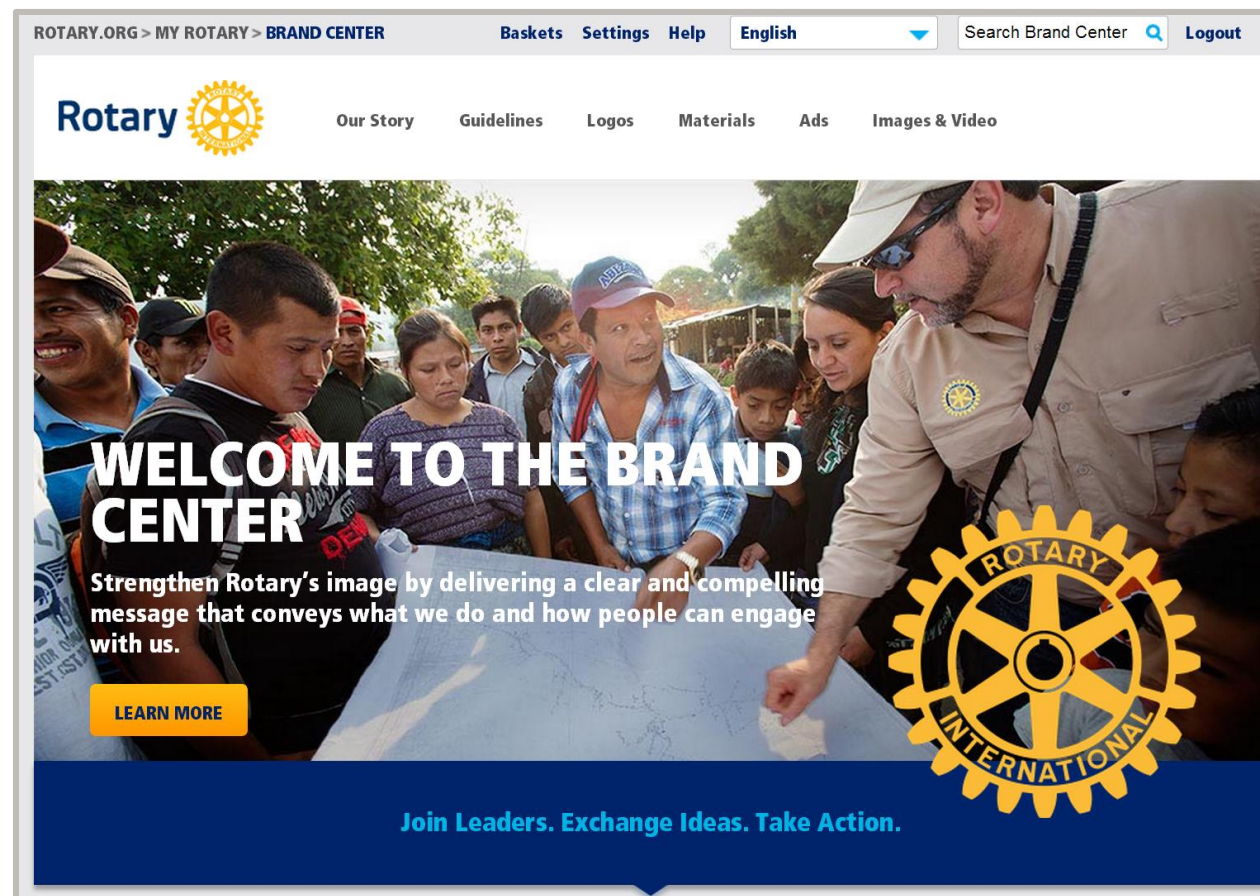 ROTARY.ORG > MY ROTARY > BRAND CENTER
Baskets Settings Help English Search Brand Center Logout
Rotary
ROTARY
INTERNATIONAL
Our Story Guidelines Logos Materials Ads Images & Video
WELCOME TO THE BRAND
CENTER
Strengthen Rotary's image by delivering a clear and compelling
message that conveys what we do and how people can engage
with us.
LEARN MORE
ROTARY
INTERNATIONAL
Join Leaders. Exchange Ideas. Take Action.